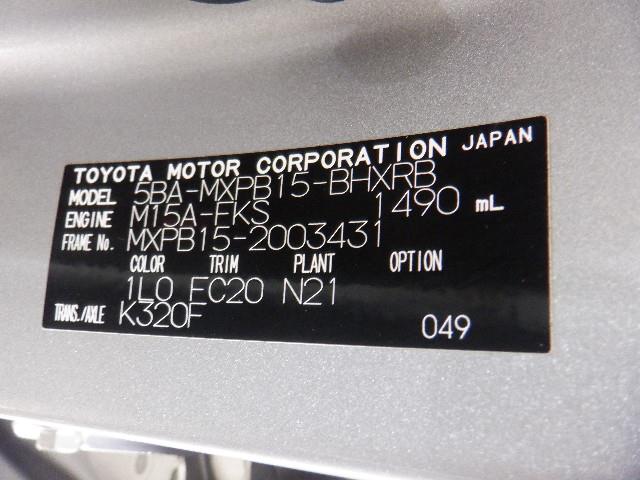 TOYOTA MOTOR CORPORATION JAPAN
MODEL 5BA-MXPB15-BHXRB
ENGINE M15A-FKS 1490 mL
FRAME No. MXPB15-2003431
COLOR TRIM PLANT OPTION
1L0 FC20 N21
TRANS./AXLE K320F 049